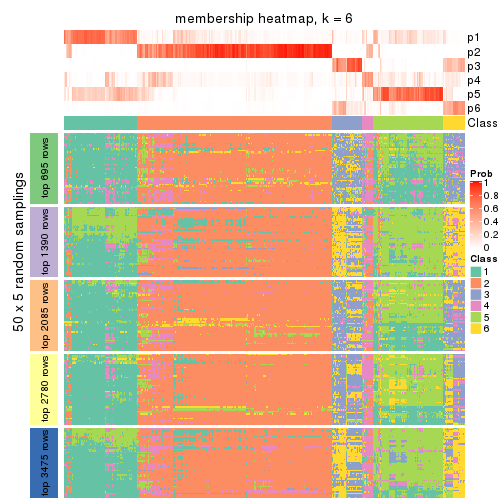 membership heatmap, k = 6
p1
p2
p3
p4
p5
p6
Class
50 x 5 random samplings
top 695 rows
top 1390 rows
top 2085 rows
top 2780 rows
top 3475 rows
Prob
1
0.8
0.6
0.4
0.2
0
Class
1
2
3
4
5
6